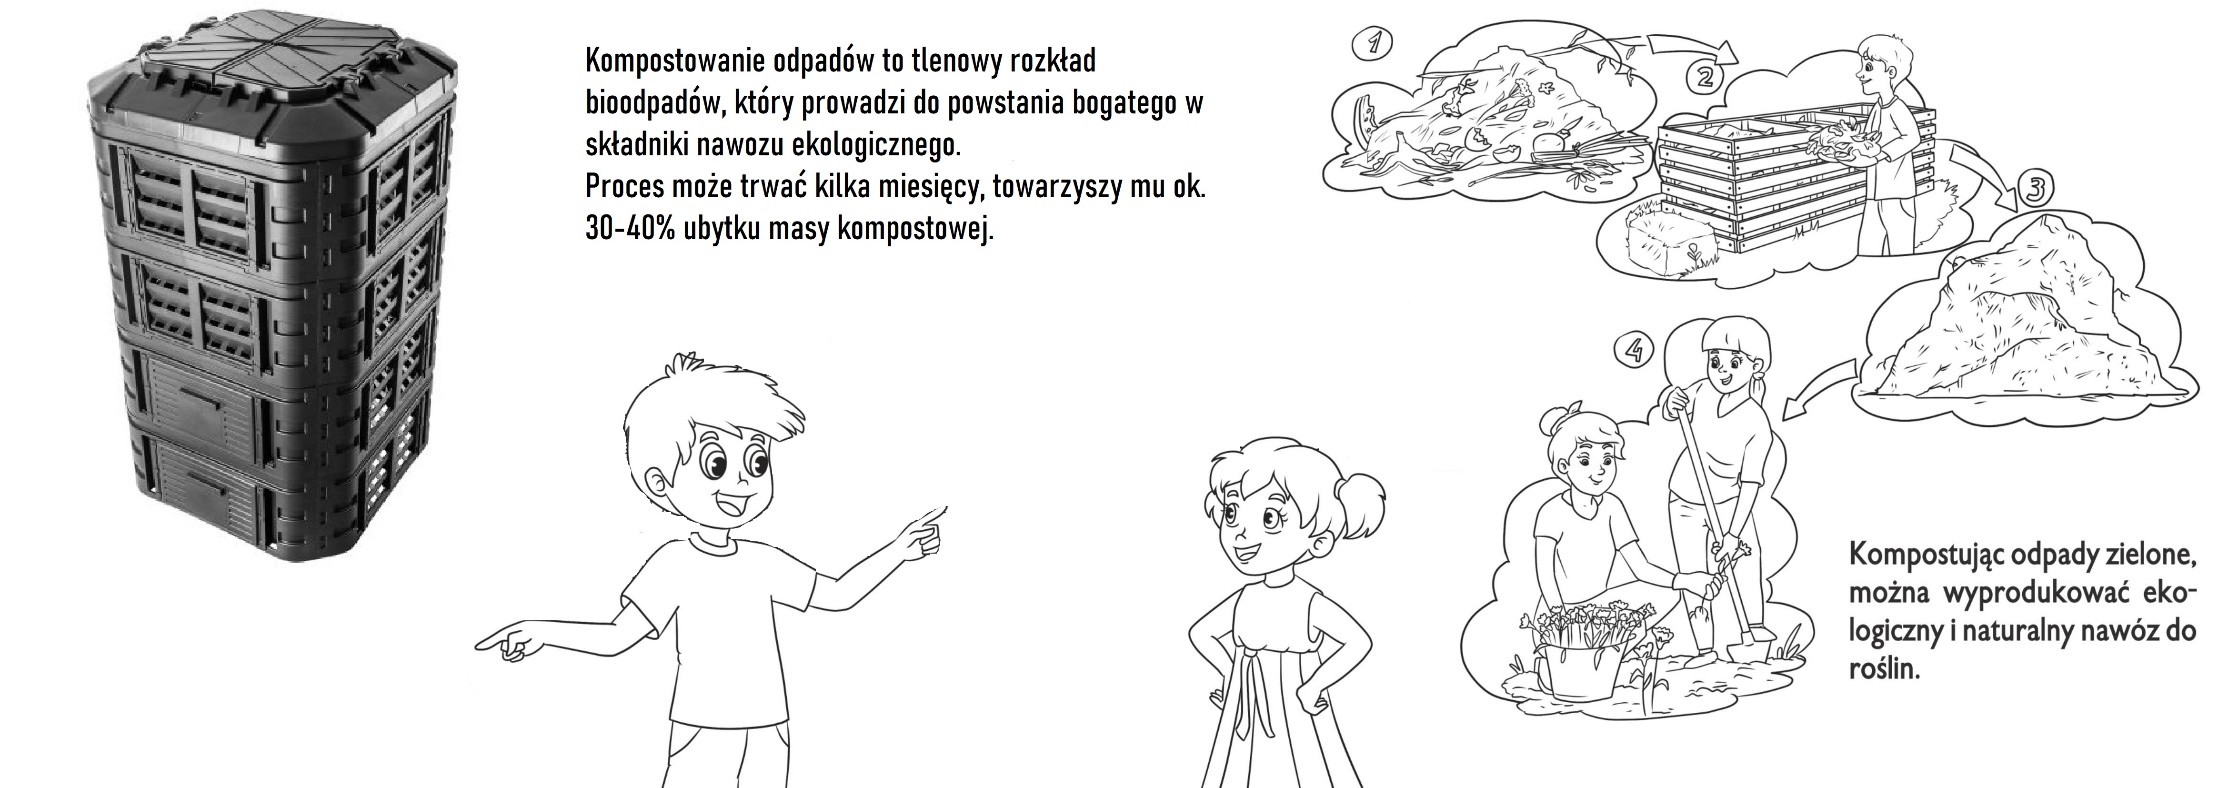 Kompostowanie odpadów to tlenowy rozkład
bioodpadów, który prowadzi do powstania bogatego w
składniki nawozu ekologicznego.
Proces może trwać kilka miesięcy, towarzyszy mu ok.
30-40% ubytku masy kompostowej.
1
2
3
4
Kompostując odpady zielone,
można wyprodukować eko-
logiczny i naturalny nawóz do
roślin.